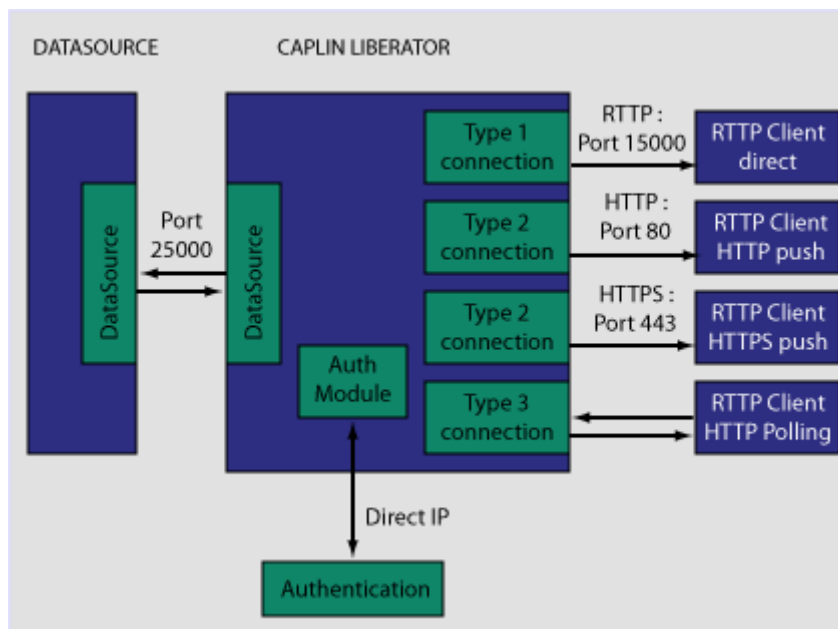 DATASOURCE
CAPLIN LIBERATOR
DataSource
Port
25000
DataSource
Auth
Module
Type 1
connection
RTTP :
Port 15000
RTTP Client
direct
Type 2
connection
HTTP :
Port 80
RTTP Client
HTTP push
Type 2
connection
HTTPS :
Port 443
RTTP Client
HTTPS push
Type 3
connection
RTTP Client
HTTP Polling
Direct IP
Authentication